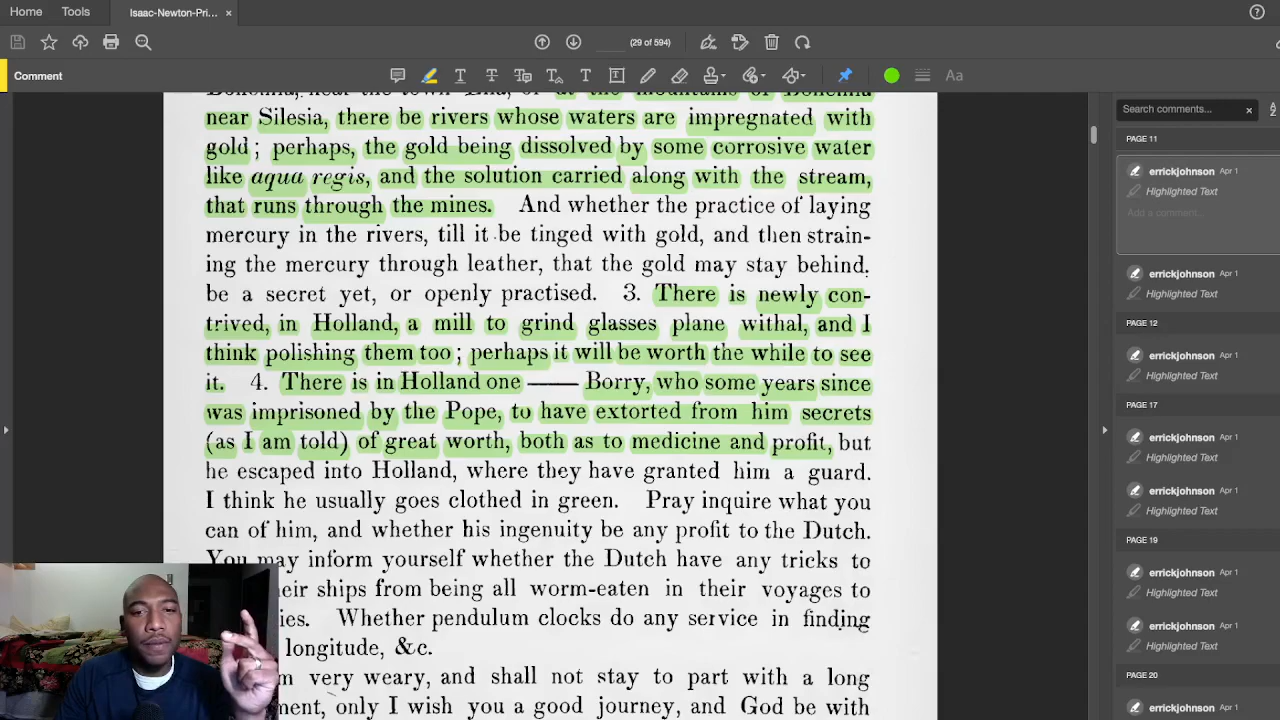 Home Tools Isaac-Newton-Pri... ×
(29 of 594)
Comment
Aa
near Silesia, there be rivers whose waters are impregnated with
gold ; perhaps, the gold being dissolved by some corrosive water
like aqua regis, and the solution carried along with the stream,
that runs through the mines. And whether the practice of laying
mercury in the rivers, till it be tinged with gold, and then strain-
ing the mercury through leather, that the gold may stay behind.
be a secret yet, or openly practised. 3. There is newly con-
trived, in Holland, a mill to grind glasses plane withal, and I
think polishing them too ; perhaps it will be worth the while to see
it. 4. There is in Holland one —— Borry, who some years since
was imprisoned by the Pope, to have extorted from him secrets
(as I am told) of great worth, both as to medicine and profit, but
he escaped into Holland, where they have granted him a guard.
I think he usually goes clothed in green. Pray inquire what you
can of him, and whether his ingenuity be any profit to the Dutch.
You may inform yourself whether the Dutch have any tricks to
ships from being all worm-eaten in their voyages to
Whether pendulum clocks do any service in finding
longitude, &c.
very weary, and shall not stay to part with a long
only I wish you a good journey, and God be with
Search comments... ×
PAGE 11
errickjohnson Apr 1
Highlighted Text
Add a comment...
errickjohnson Apr 1
Highlighted Text
PAGE 12
errickjohnson Apr 1
Highlighted Text
PAGE 17
errickjohnson Apr 1
Highlighted Text
errickjohnson Apr 1
Highlighted Text
PAGE 19
errickjohnson Apr 1
Highlighted Text
errickjohnson Apr 1
Highlighted Text
PAGE 20
errickjohnson Apr 1